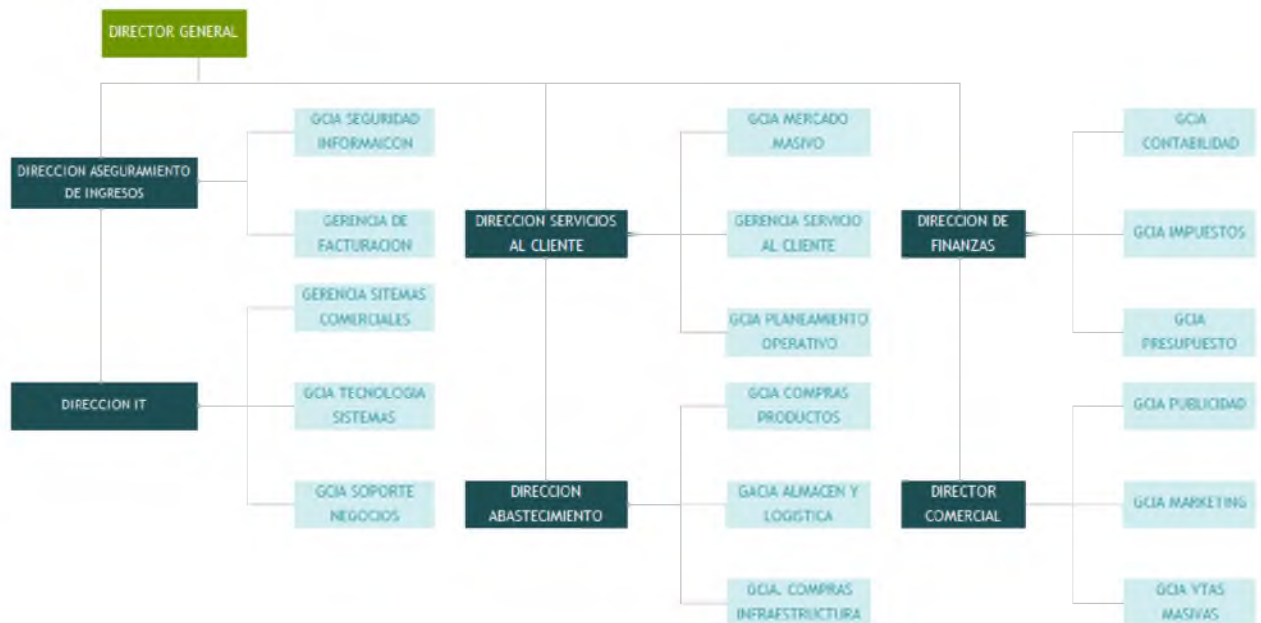 DIRECTOR GENERAL
DIRECCION ASEGURAMIENTO
DE INGRESOS
GCIA SEGURIDAD
INFORMAICON
GERENCIA DE
FACTURACION
DIRECCION IT
GERENCIA SITEMAS
COMERCIALES
GCIA TECNOLOGIA
SISTEMAS
GCIA SOPORTE
NEGOCIOS
DIRECCION SERVICIOS
AL CLIENTE
GCIA MERCADO
MASIVO
GERENCIA SERVICIO
AL CLIENTE
GCIA PLANEAMIENTO
OPERATIVO
DIRECCION
ABASTECIMIENTO
GCIA COMPRAS
PRODUCTOS
GACIA ALMACEN Y
LOGISTICA
GCIA. COMPRAS
INFRAESTRUCTURA
DIRECCION DE
FINANZAS
GCIA
CONTABILIDAD
GCIA IMPUESTOS
GCIA
PRESUPUESTO
DIRECTOR
COMERCIAL
GCIA PUBLICIDAD
GCIA MARKETING
GCIA VTAS
MASIVAS